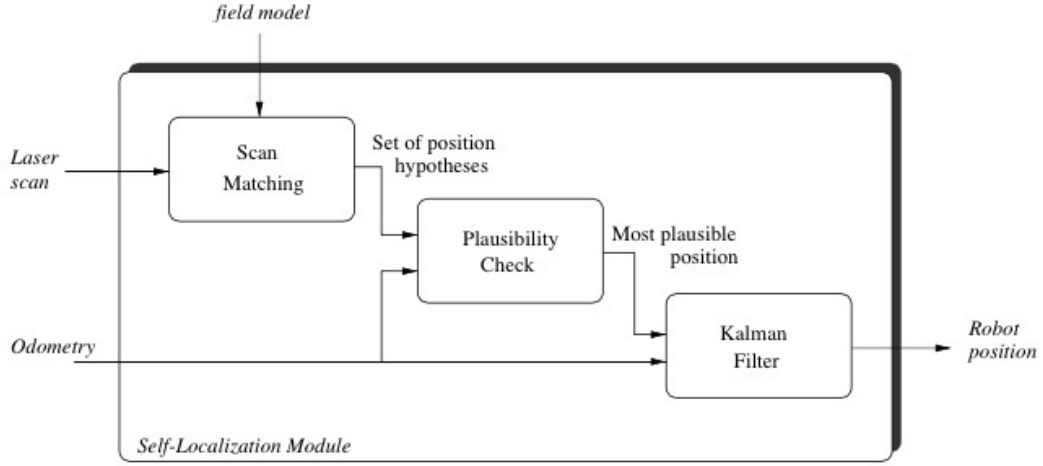 field model
Laser
scan
Scan
Matching
Set of position
hypotheses
Plausibility
Check
Most plausible
position
Odometry
Kalman
Filter
Robot
position
Self-Localization Module